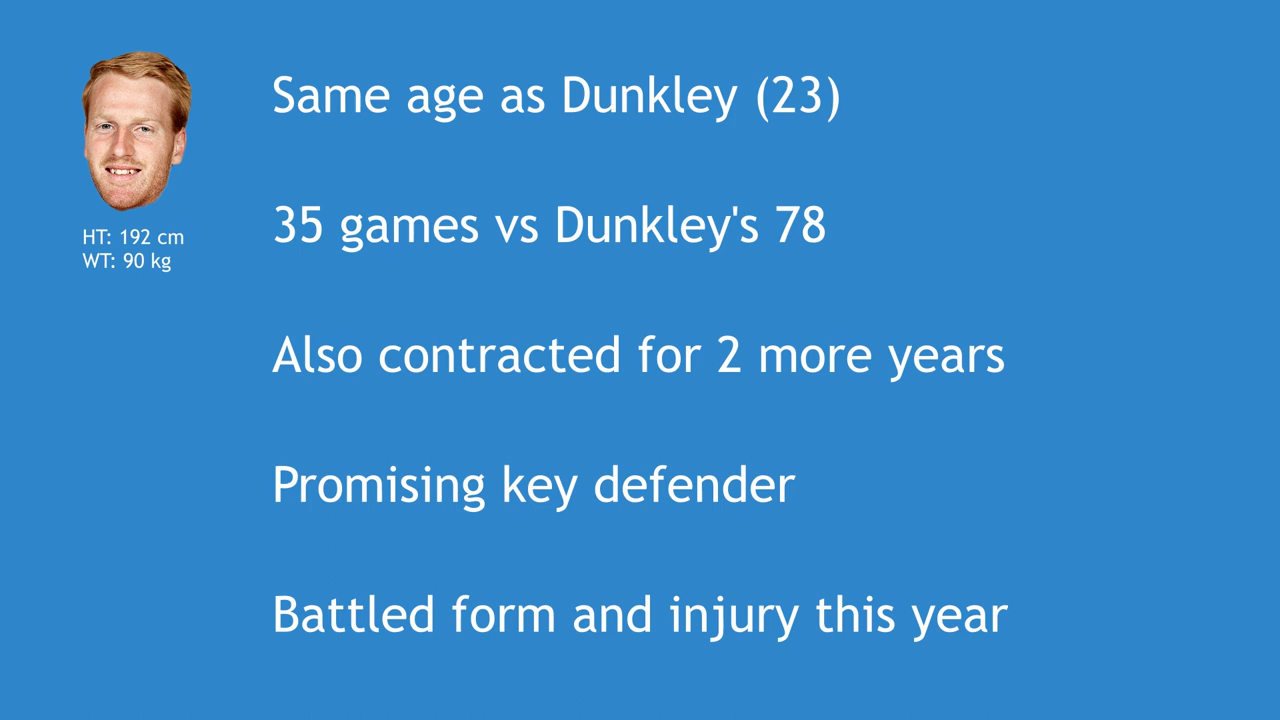 Same age as Dunkley (23)
HT: 192 cm
WT: 90 kg
35 games vs Dunkley's 78
Also contracted for 2 more years
Promising key defender
Battled form and injury this year